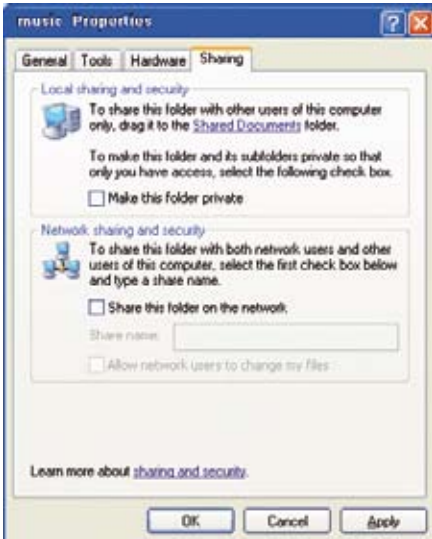 music Properties
General Tools Hardware Sharing
Local sharing and security
To share this folder with other users of this computer
only, drag it to the Shared Documents folder.
To make this folder and its subfolders private so that
only you have access, select the following check box.
Make this folder private
Network sharing and security
To share this folder with both network users and other
users of this computer, select the first check box below
and type a share name.
Share this folder on the network
Share name:
Allow network users to change my files
Learn more about sharing and security.
OK Cancel Apply